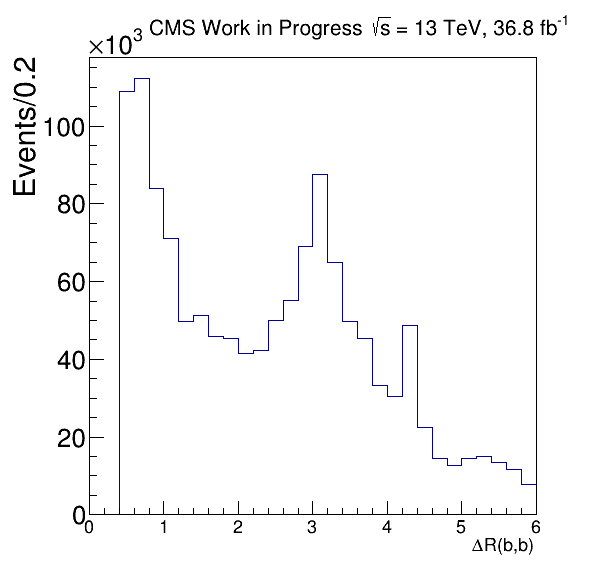 ×10³ CMS Work in Progress √s = 13 TeV, 36.8 fb⁻¹
Events/0.2
100
80
60
40
20
0
0 1 2 3 4 5 6
ΔR(b,b)